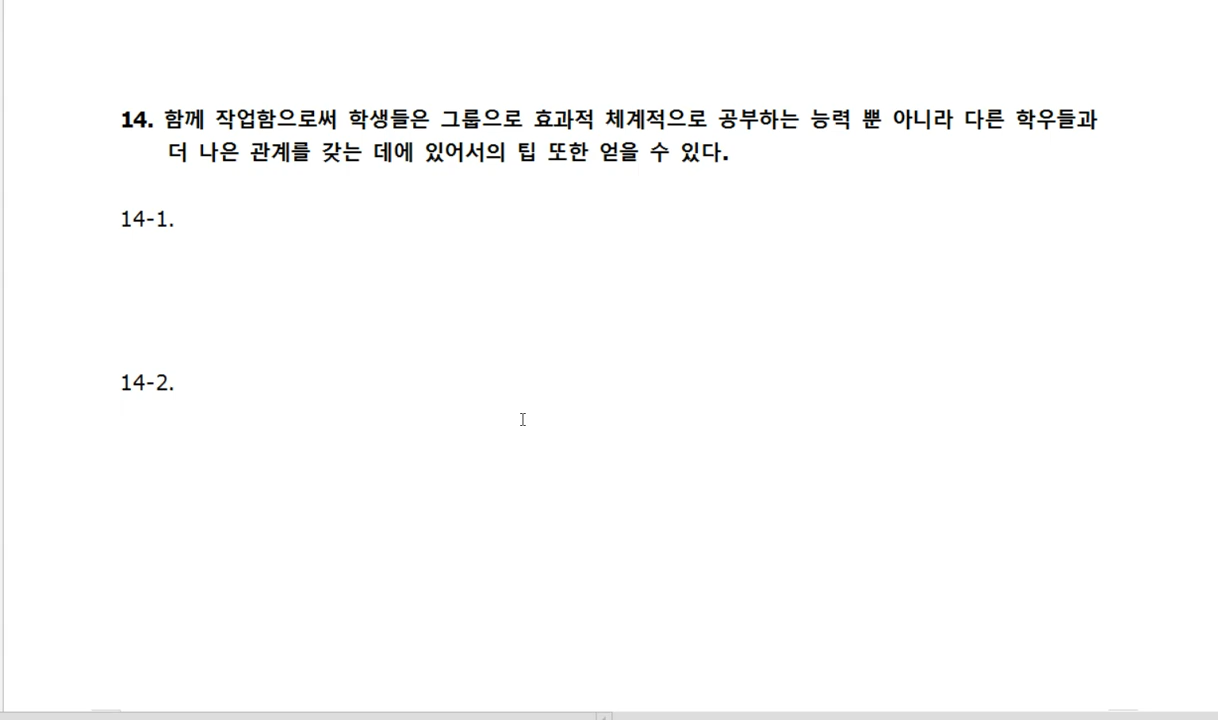 14. 함께 작업함으로써 학생들은 그룹으로 효과적 체계적으로 공부하는 능력 뿐 아니라 다른 학우들과
더 나은 관계를 갖는 데에 있어서의 팁 또한 얻을 수 있다.
14-1.
14-2.